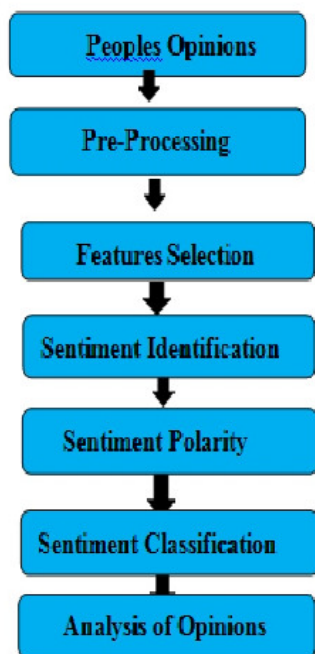 Peoples Opinions
Pre-Processing
Features Selection
Sentiment Identification
Sentiment Polarity
Sentiment Classification
Analysis of Opinions